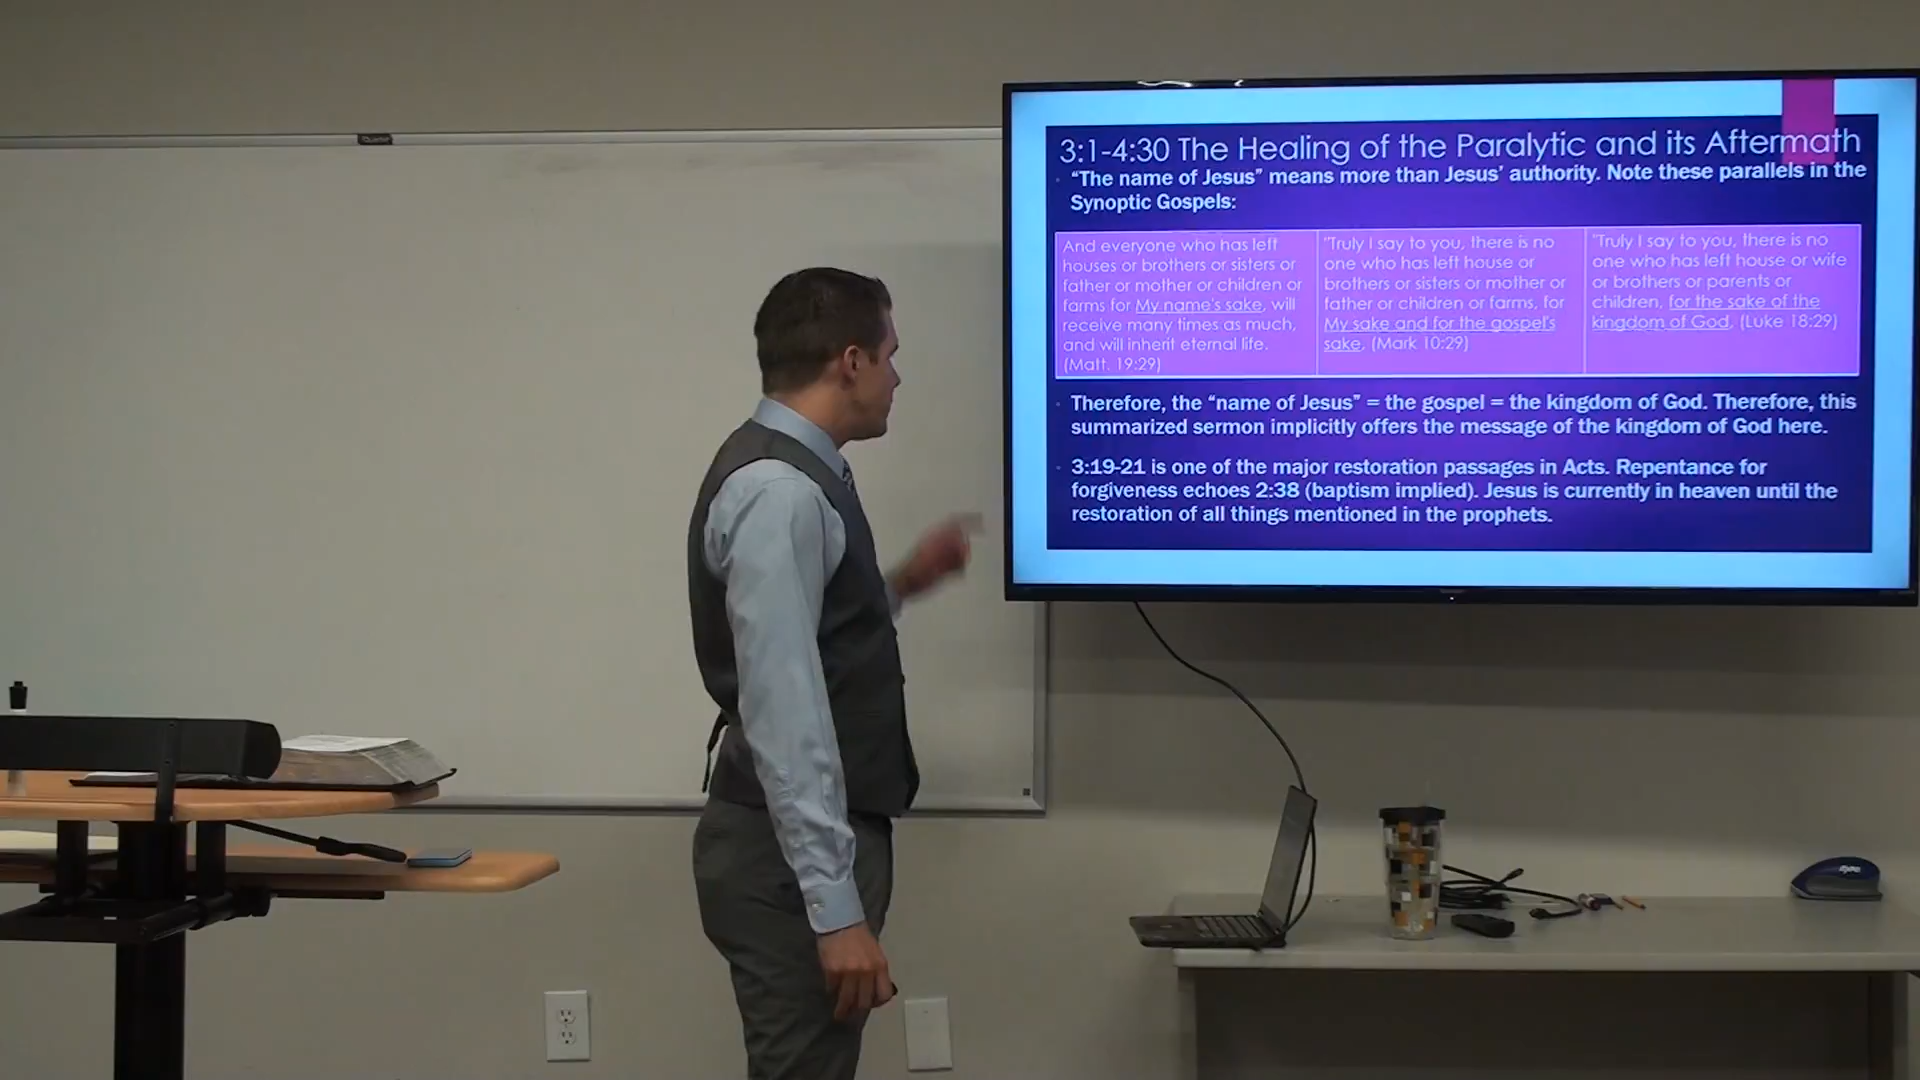 3:1-4:30 The Healing of the Paralytic and its Aftermath
“The name of Jesus” means more than Jesus’ authority. Note these parallels in the
Synoptic Gospels:
And everyone who has left
houses or brothers or sisters or
father or mother or children or
farms for My name's sake, will
receive many times as much,
and will inherit eternal life.
(Matt. 19:29)
"Truly I say to you, there is no
one who has left house or
brothers or sisters or mother or
father or children or farms, for
My sake and for the gospel's
sake, (Mark 10:29)
"Truly I say to you, there is no
one who has left house or wife
or brothers or parents or
children, for the sake of the
kingdom of God, (Luke 18:29)
Therefore, the “name of Jesus” = the gospel = the kingdom of God. Therefore, this
summarized sermon implicitly offers the message of the kingdom of God here.
3:19-21 is one of the major restoration passages in Acts. Repentance for
forgiveness echoes 2:38 (baptism implied). Jesus is currently in heaven until the
restoration of all things mentioned in the prophets.